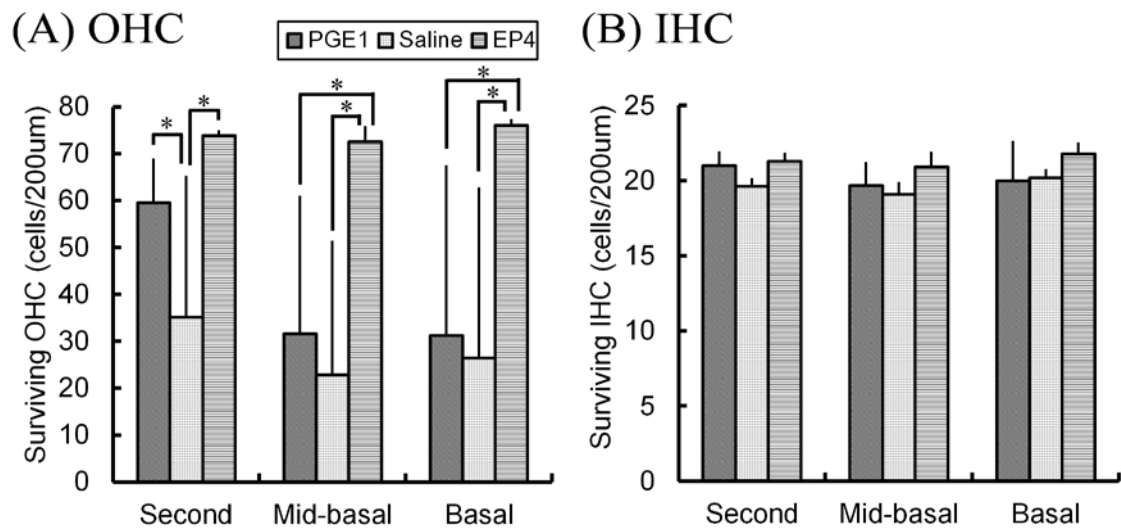 (A) OHC
PGE1 Saline EP4
(B) IHC
Surviving OHC (cells/200um)
80
70
60
50
40
30
20
10
0
* *
* *
* *
Second Mid-basal Basal
Surviving IHC (cells/200um)
25
20
15
10
5
0
Second Mid-basal Basal